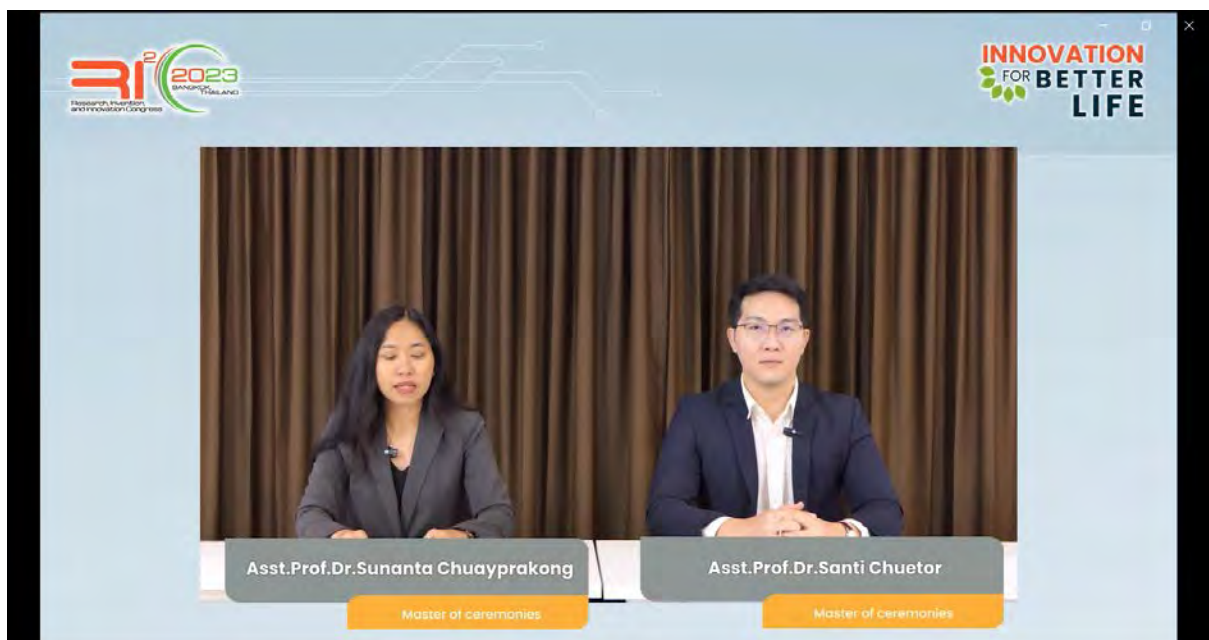 RI²
2023
BANGKOK, THAILAND
Research, Invention,
and Innovation Congress
INNOVATION
FOR BETTER
LIFE
Asst.Prof.Dr.Sunanta Chuayprakong
Master of ceremonies
Asst.Prof.Dr.Santi Chuetor
Master of ceremonies